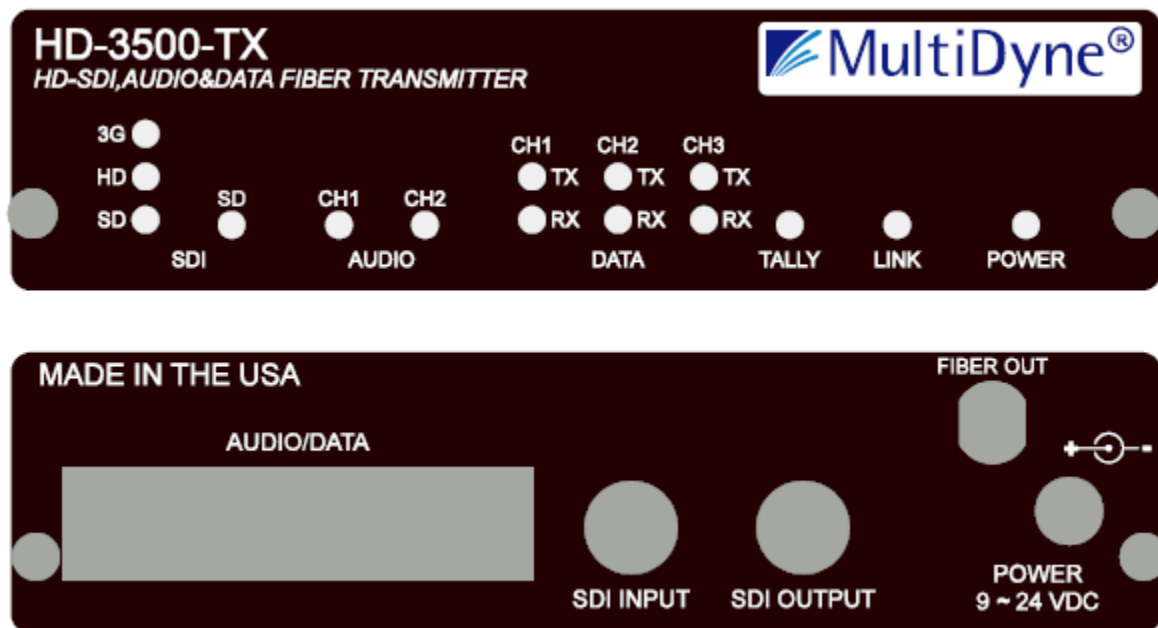 HD-3500-TX
HD-SDI,AUDIO&DATA FIBER TRANSMITTER
MultiDyne®
3G
HD
SD
SD
SDI
CH1 CH2
AUDIO
CH1 CH2 CH3
TX TX TX
RX RX RX
DATA
TALLY
LINK
POWER
MADE IN THE USA
AUDIO/DATA
SDI INPUT
SDI OUTPUT
FIBER OUT
+ -
POWER
9 ~ 24 VDC